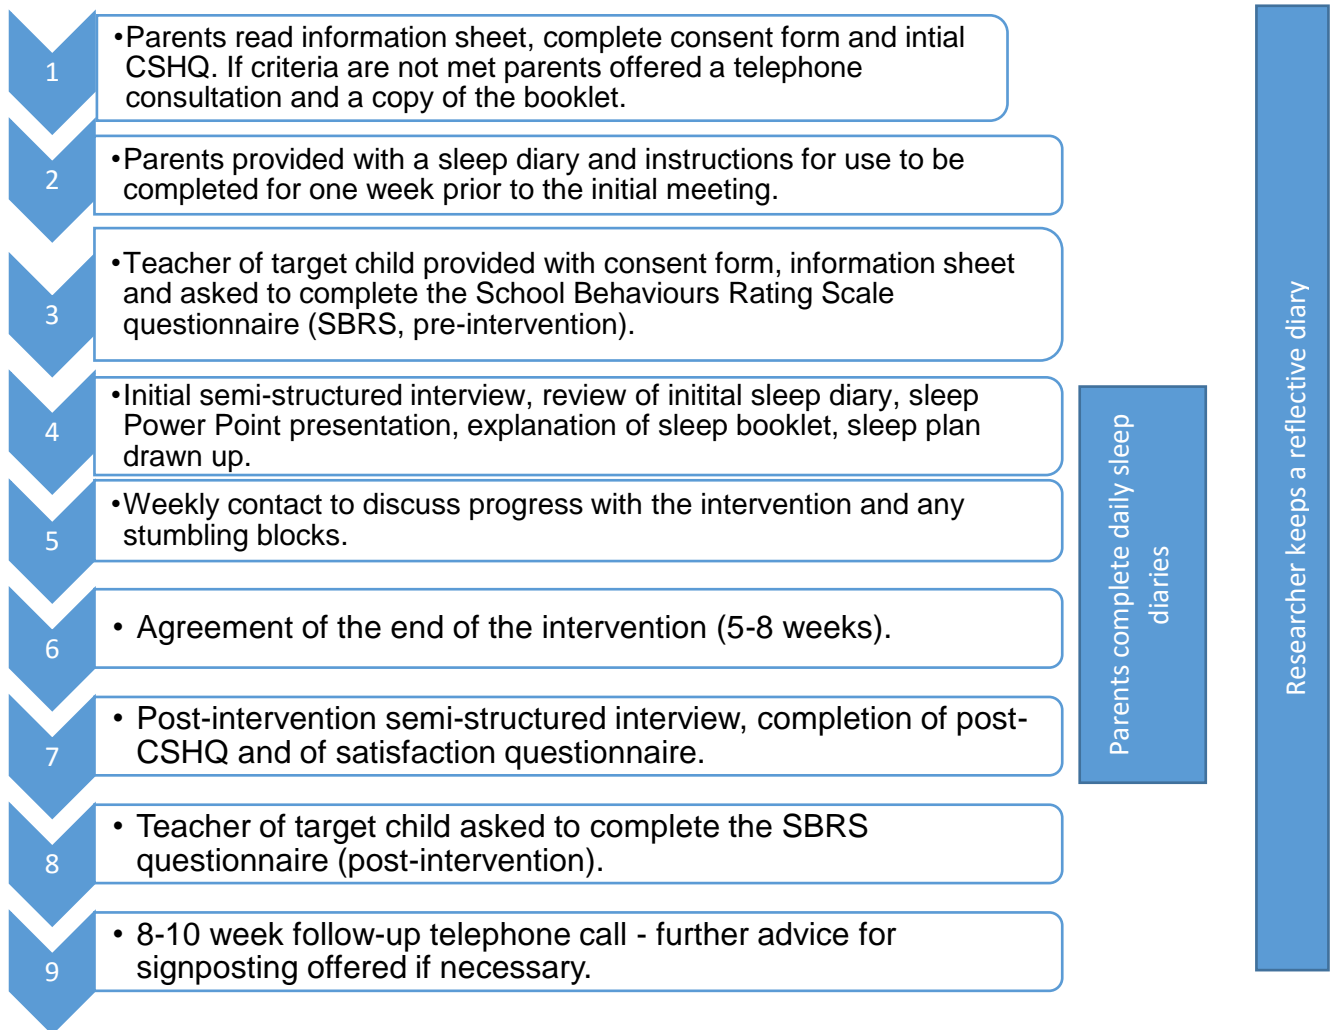 1
•Parents read information sheet, complete consent form and intial
CSHQ. If criteria are not met parents offered a telephone
consultation and a copy of the booklet.
2
•Parents provided with a sleep diary and instructions for use to be
completed for one week prior to the initial meeting.
3
•Teacher of target child provided with consent form, information sheet
and asked to complete the School Behaviours Rating Scale
questionnaire (SBRS, pre-intervention).
4
•Initial semi-structured interview, review of initital sleep diary, sleep
Power Point presentation, explanation of sleep booklet, sleep plan
drawn up.
5
•Weekly contact to discuss progress with the intervention and any
stumbling blocks.
6
• Agreement of the end of the intervention (5-8 weeks).
7
• Post-intervention semi-structured interview, completion of post-
CSHQ and of satisfaction questionnaire.
8
• Teacher of target child asked to complete the SBRS
questionnaire (post-intervention).
9
• 8-10 week follow-up telephone call - further advice for
signposting offered if necessary.
Parents complete daily sleep
diaries
Researcher keeps a reflective diary